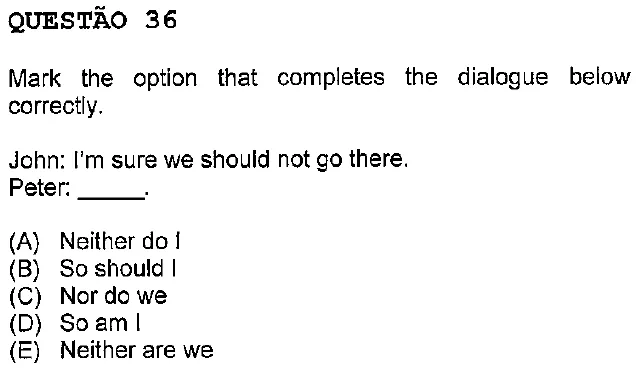 QUESTÃO 36
Mark the option that completes the dialogue below
correctly.
John: I'm sure we should not go there.
Peter: _____.
(A) Neither do I
(B) So should I
(C) Nor do we
(D) So am I
(E) Neither are we